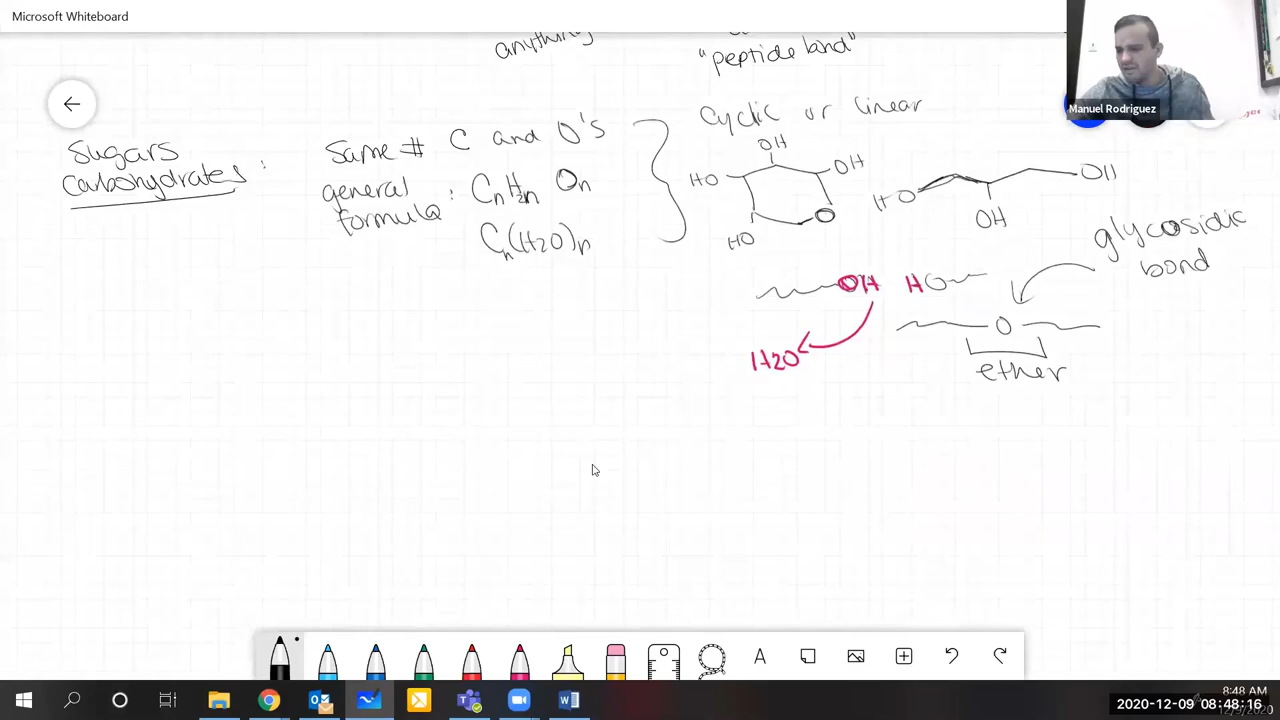 Microsoft Whiteboard
anything
"peptide bond"
Manuel Rodriguez
Sugars
Carbohydrates :
Same # C and O's
general
formula : CnH2nOn
Cn(H2O)n
Cyclic or linear
OH
HO
OH
O
HO
HO
OH
OH
glycosidic
bond
OH HO
H2O
O
ether
A
8:48 AM
2020-12-09 08:48:16